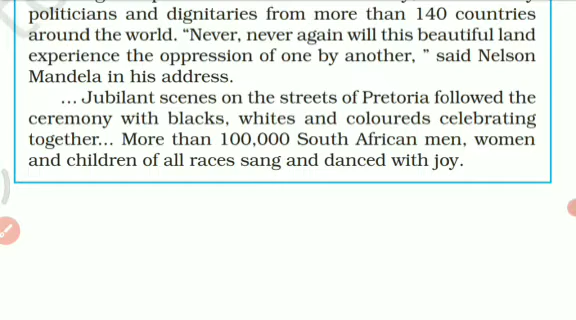 politicians and dignitaries from more than 140 countries
around the world. “Never, never again will this beautiful land
experience the oppression of one by another, ” said Nelson
Mandela in his address.
... Jubilant scenes on the streets of Pretoria followed the
ceremony with blacks, whites and coloureds celebrating
together... More than 100,000 South African men, women
and children of all races sang and danced with joy.